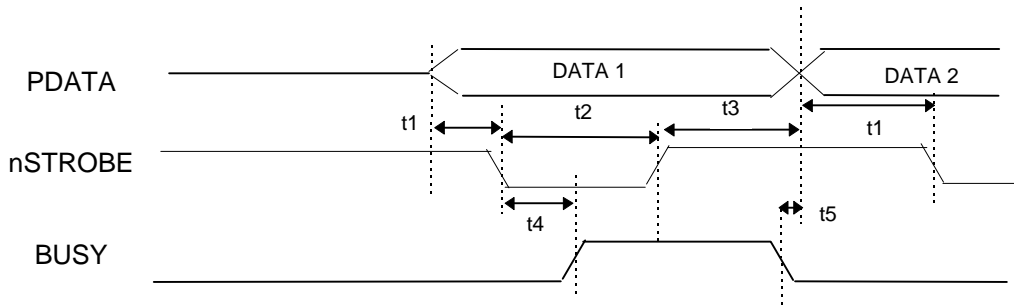 PDATA
DATA 1
DATA 2
t1
t2
t3
t1
nSTROBE
t4
t5
BUSY